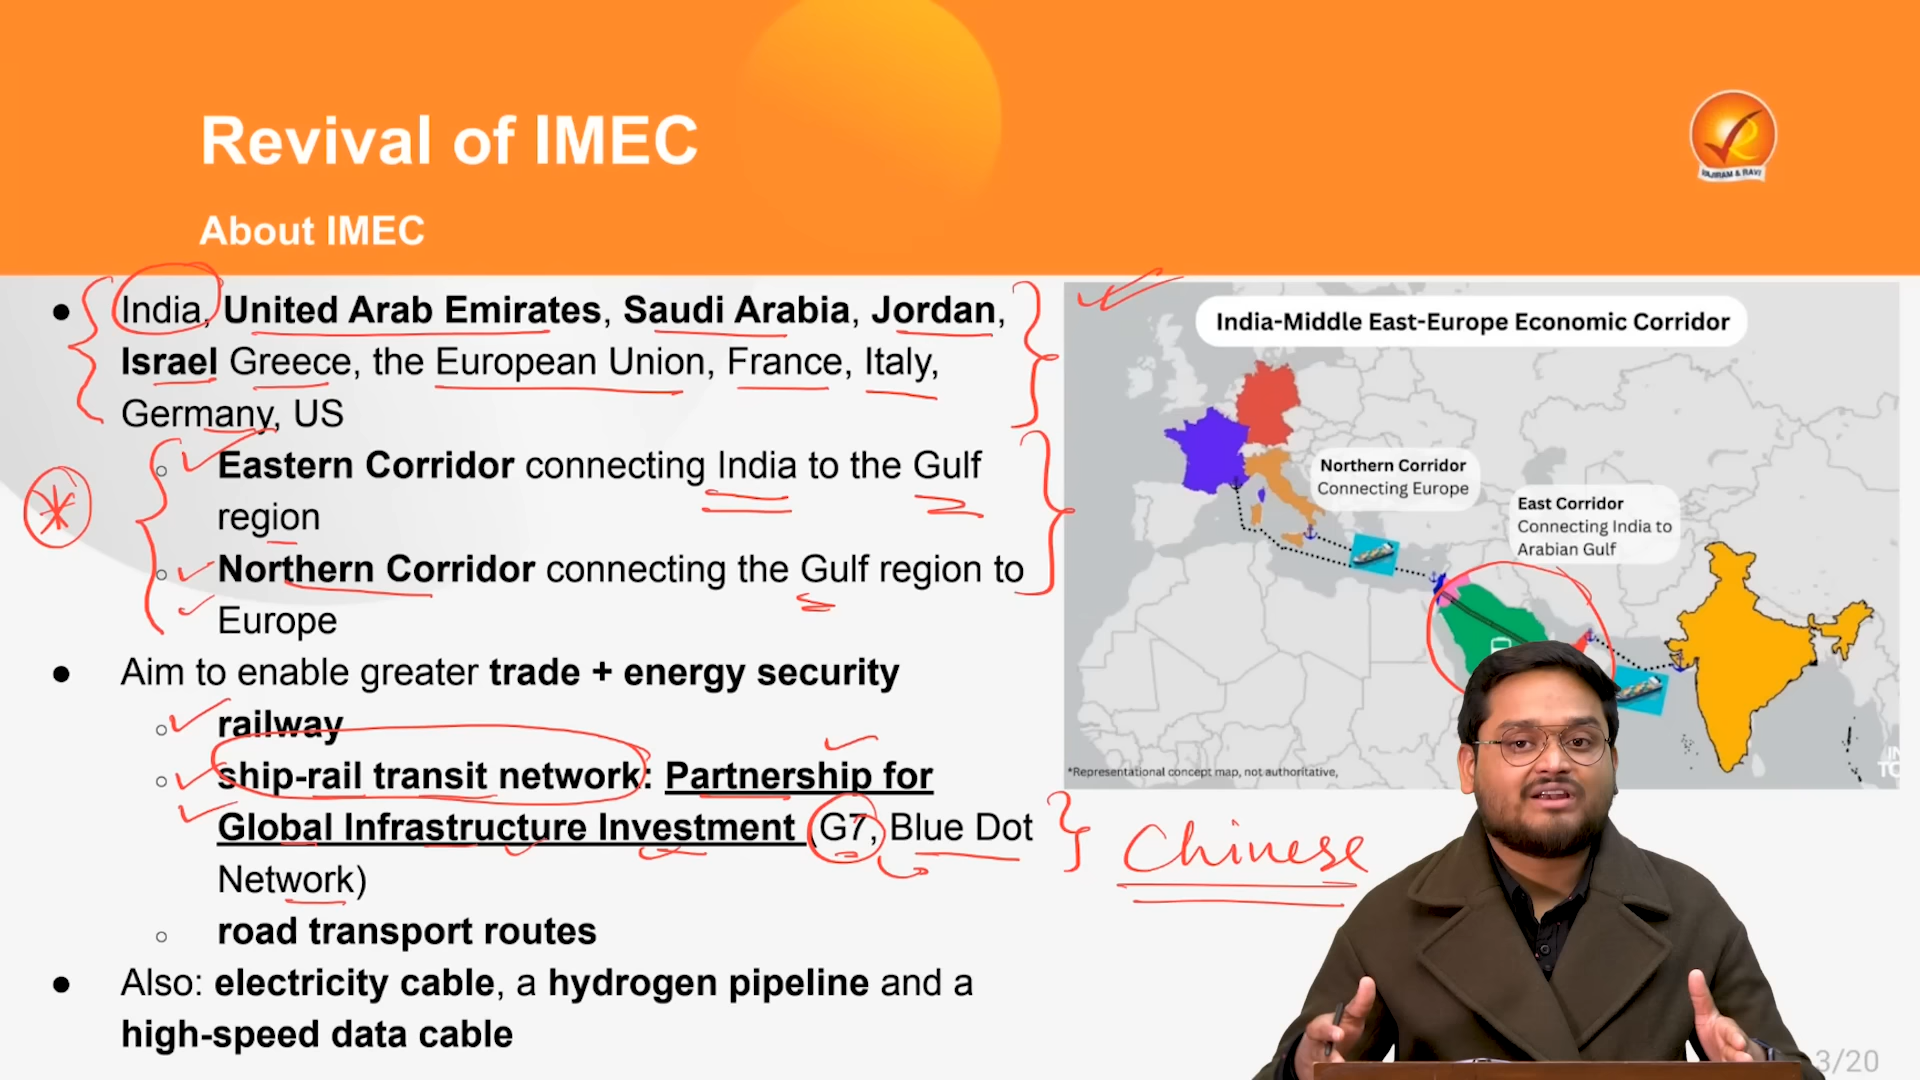 Revival of IMEC
VAJIRAM & RAVI
About IMEC
● India, United Arab Emirates, Saudi Arabia, Jordan,
Israel Greece, the European Union, France, Italy,
Germany, US
○ Eastern Corridor connecting India to the Gulf
region
○ Northern Corridor connecting the Gulf region to
Europe
● Aim to enable greater trade + energy security
○ railway
○ ship-rail transit network: Partnership for
Global Infrastructure Investment (G7, Blue Dot
Network)
○ road transport routes
● Also: electricity cable, a hydrogen pipeline and a
high-speed data cable
India-Middle East-Europe Economic Corridor
Northern Corridor
Connecting Europe
East Corridor
Connecting India to
Arabian Gulf
*Representational concept map, not authoritative,
Chinese
3/20